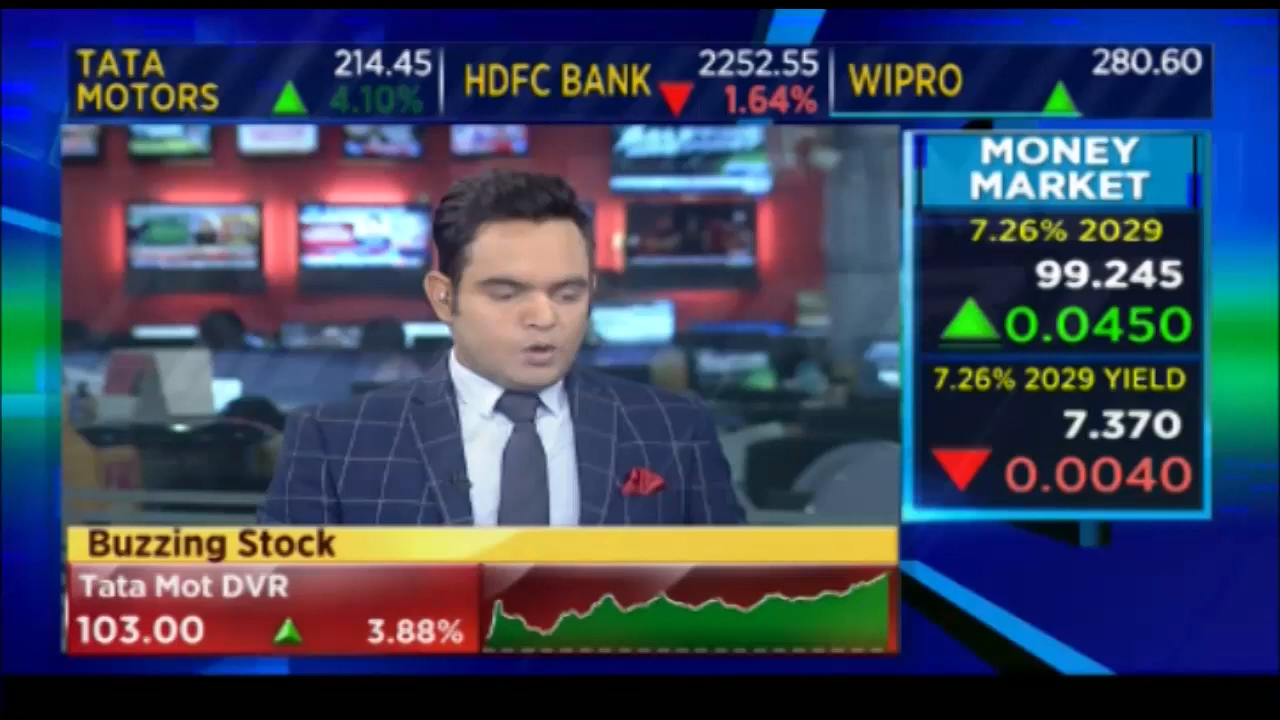 TATA
MOTORS
214.45
4.10%
HDFC BANK
2252.55
1.64%
WIPRO
280.60
MONEY
MARKET
7.26% 2029
99.245
0.0450
7.26% 2029 YIELD
7.370
0.0040
Buzzing Stock
Tata Mot DVR
103.00
3.88%